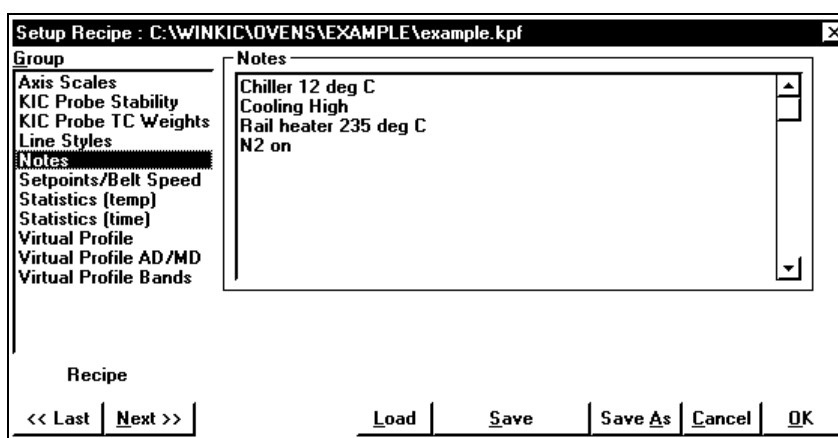 Setup Recipe : C:\WINKIC\OVENS\EXAMPLE\example.kpf
Group
Axis Scales
KIC Probe Stability
KIC Probe TC Weights
Line Styles
Notes
Setpoints/Belt Speed
Statistics (temp)
Statistics (time)
Virtual Profile
Virtual Profile AD/MD
Virtual Profile Bands
Notes
Chiller 12 deg C
Cooling High
Rail heater 235 deg C
N2 on
Recipe
<< Last Next >> Load Save Save As Cancel OK